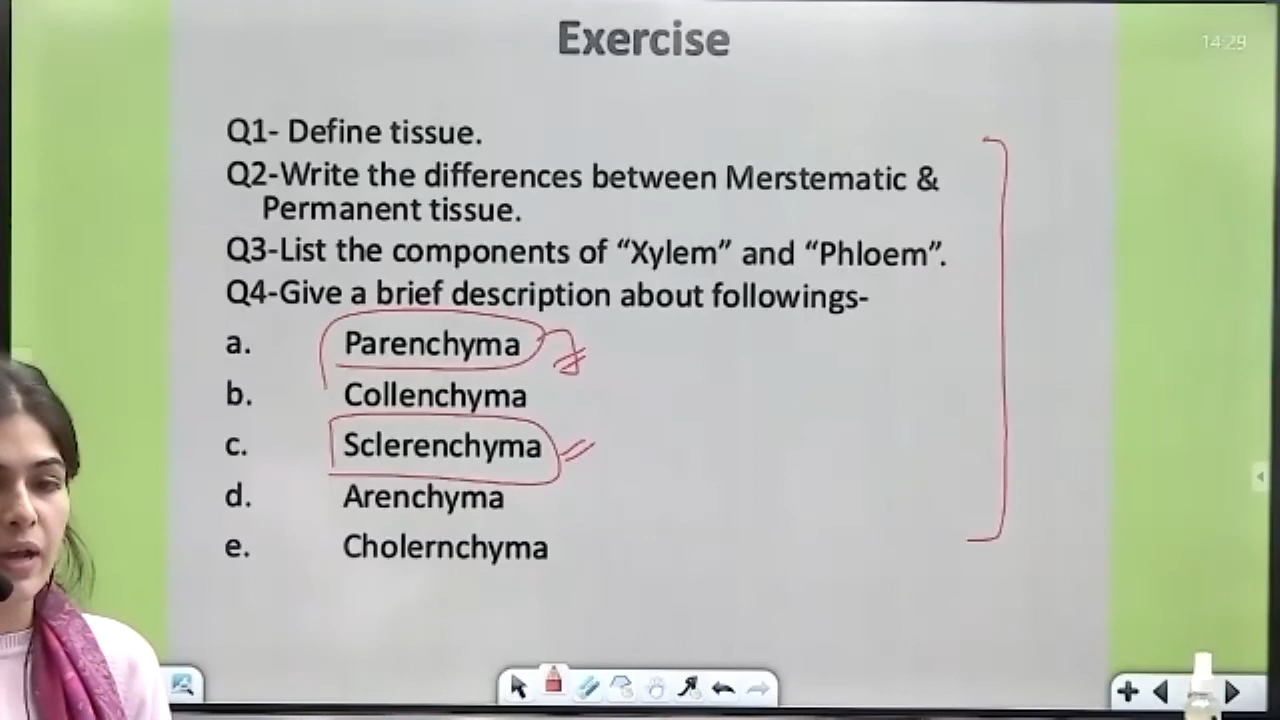 Exercise
14:29
Q1- Define tissue.
Q2-Write the differences between Merstematic &
Permanent tissue.
Q3-List the components of “Xylem” and “Phloem”.
Q4-Give a brief description about followings-
a. Parenchyma
b. Collenchyma
c. Sclerenchyma
d. Arenchyma
e. Cholernchyma